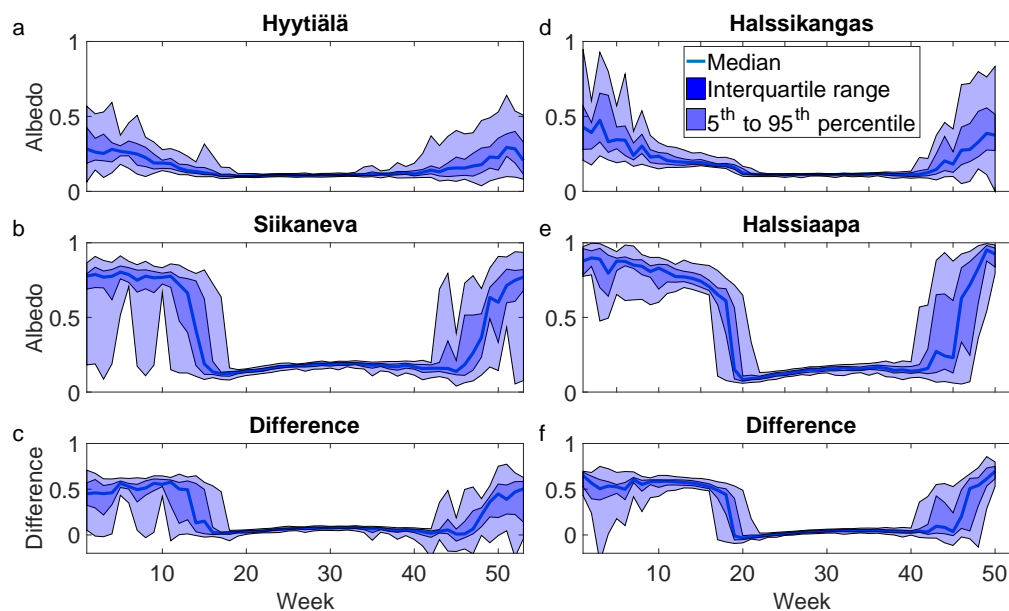 a
Hyytiälä
1
0.5
0
Albedo
b
Siikaneva
1
0.5
0
Albedo
c
Difference
1
0.5
0
Difference
10
20
30
40
50
Week
d
Halssikangas
1
0.5
0
Median
Interquartile range
5th to 95th percentile
e
Halssiaapa
1
0.5
0
f
Difference
1
0.5
0
10
20
30
40
50
Week